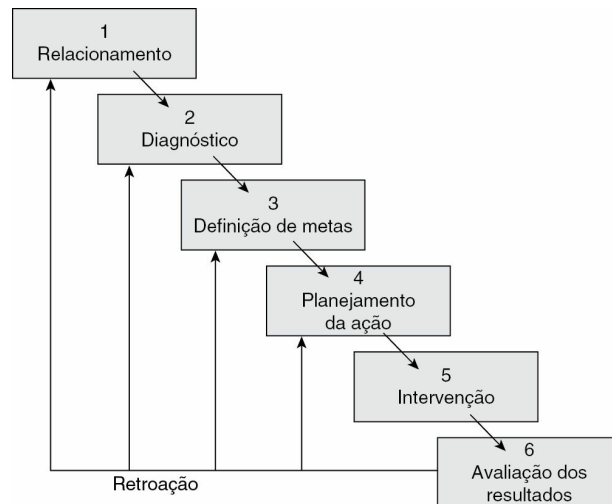 1
Relacionamento
2
Diagnóstico
3
Definição de metas
4
Planejamento
da ação
5
Intervenção
6
Avaliação dos
resultados
Retroação